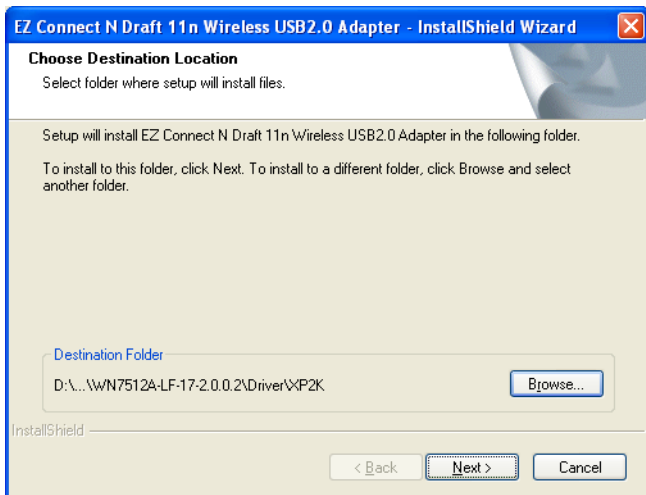 EZ Connect N Draft 11n Wireless USB2.0 Adapter - InstallShield Wizard
Choose Destination Location
Select folder where setup will install files.
Setup will install EZ Connect N Draft 11n Wireless USB2.0 Adapter in the following folder.
To install to this folder, click Next. To install to a different folder, click Browse and select
another folder.
Destination Folder
D:\...\WN7512A-LF-17-2.0.0.2\Driver\XP2K
Browse...
InstallShield
< Back
Next >
Cancel